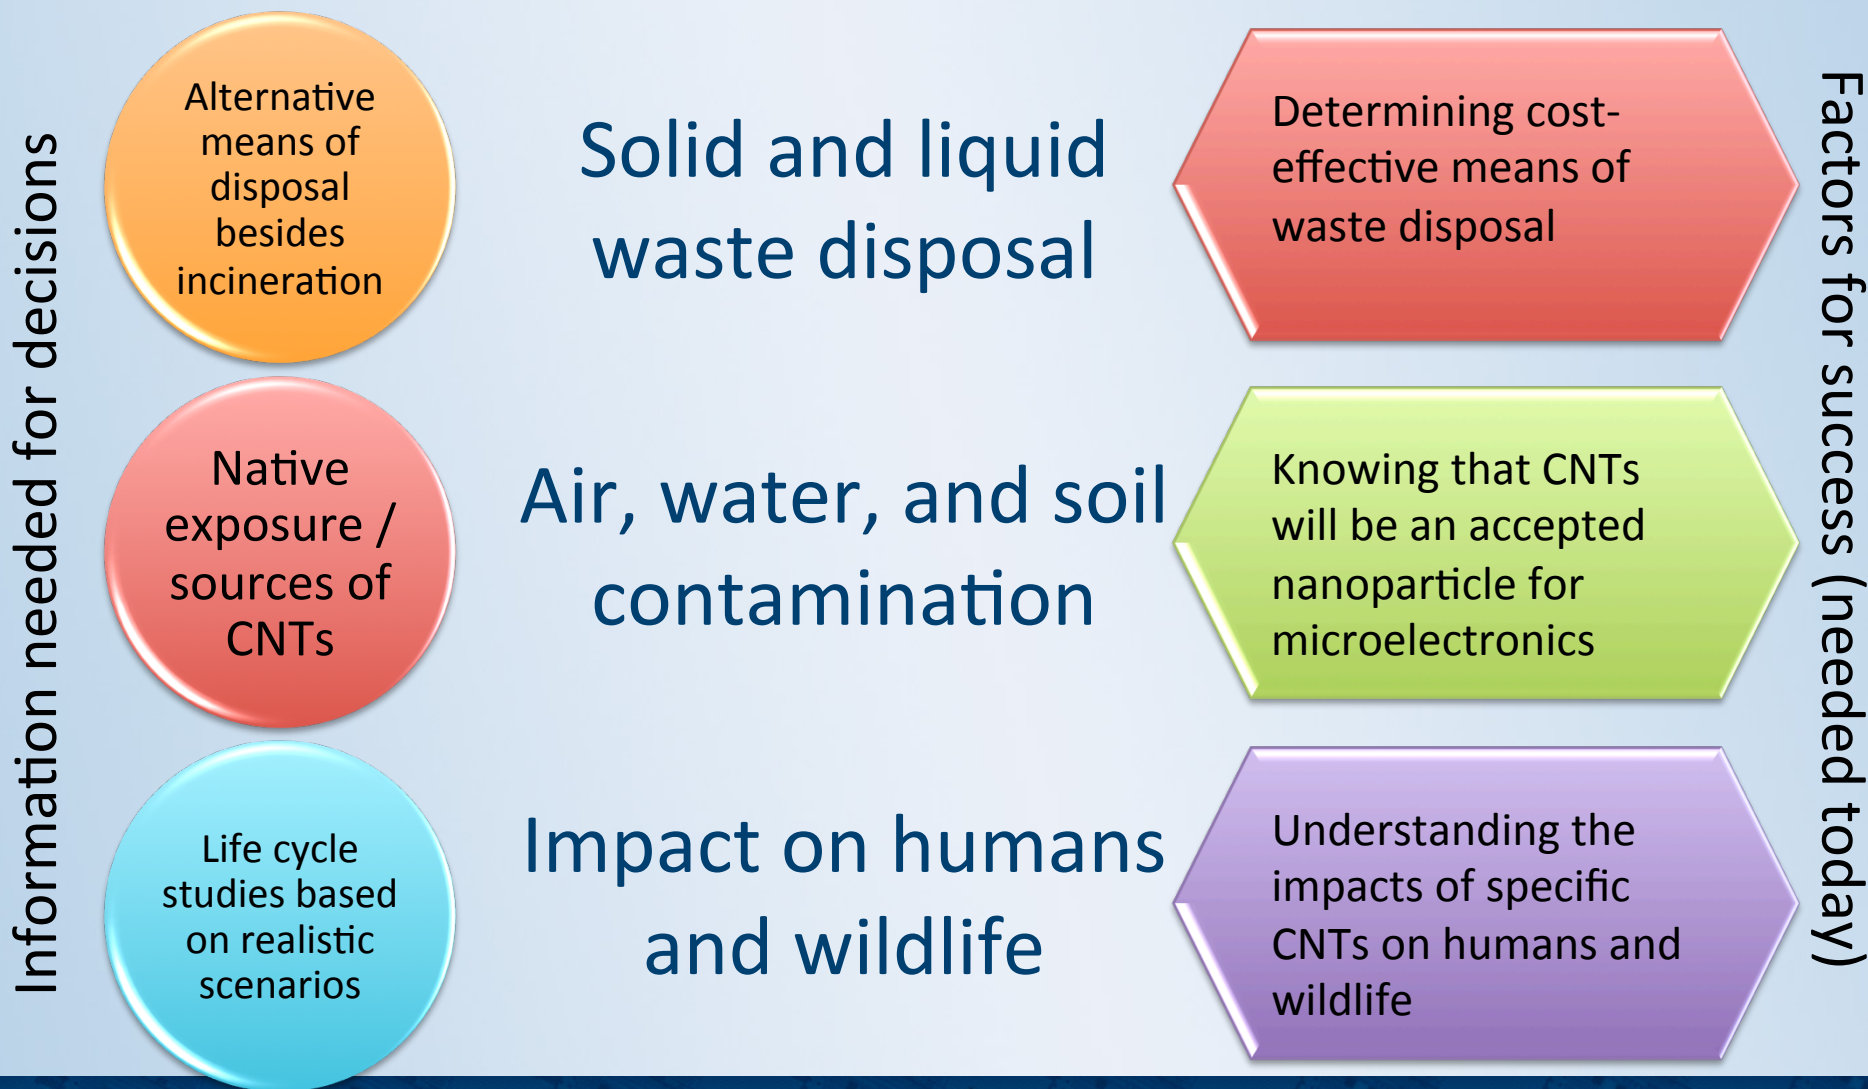 Information needed for decisions
Alternative
means of
disposal
besides
incineration
Solid and liquid
waste disposal
Determining cost-
effective means of
waste disposal
Native
exposure /
sources of
CNTs
Air, water, and soil
contamination
Knowing that CNTs
will be an accepted
nanoparticle for
microelectronics
Life cycle
studies based
on realistic
scenarios
Impact on humans
and wildlife
Understanding the
impacts of specific
CNTs on humans and
wildlife
Factors for success (needed today)